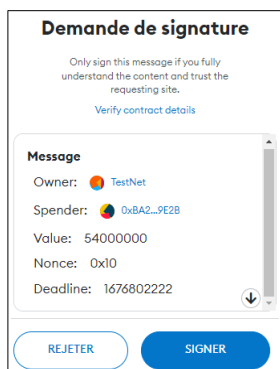 Demande de signature
Only sign this message if you fully
understand the content and trust the
requesting site.
Verify contract details
Message
Owner: TestNet
Spender: 0xBA2...9E2B
Value: 54000000
Nonce: 0x10
Deadline: 1676802222
REJETER SIGNER